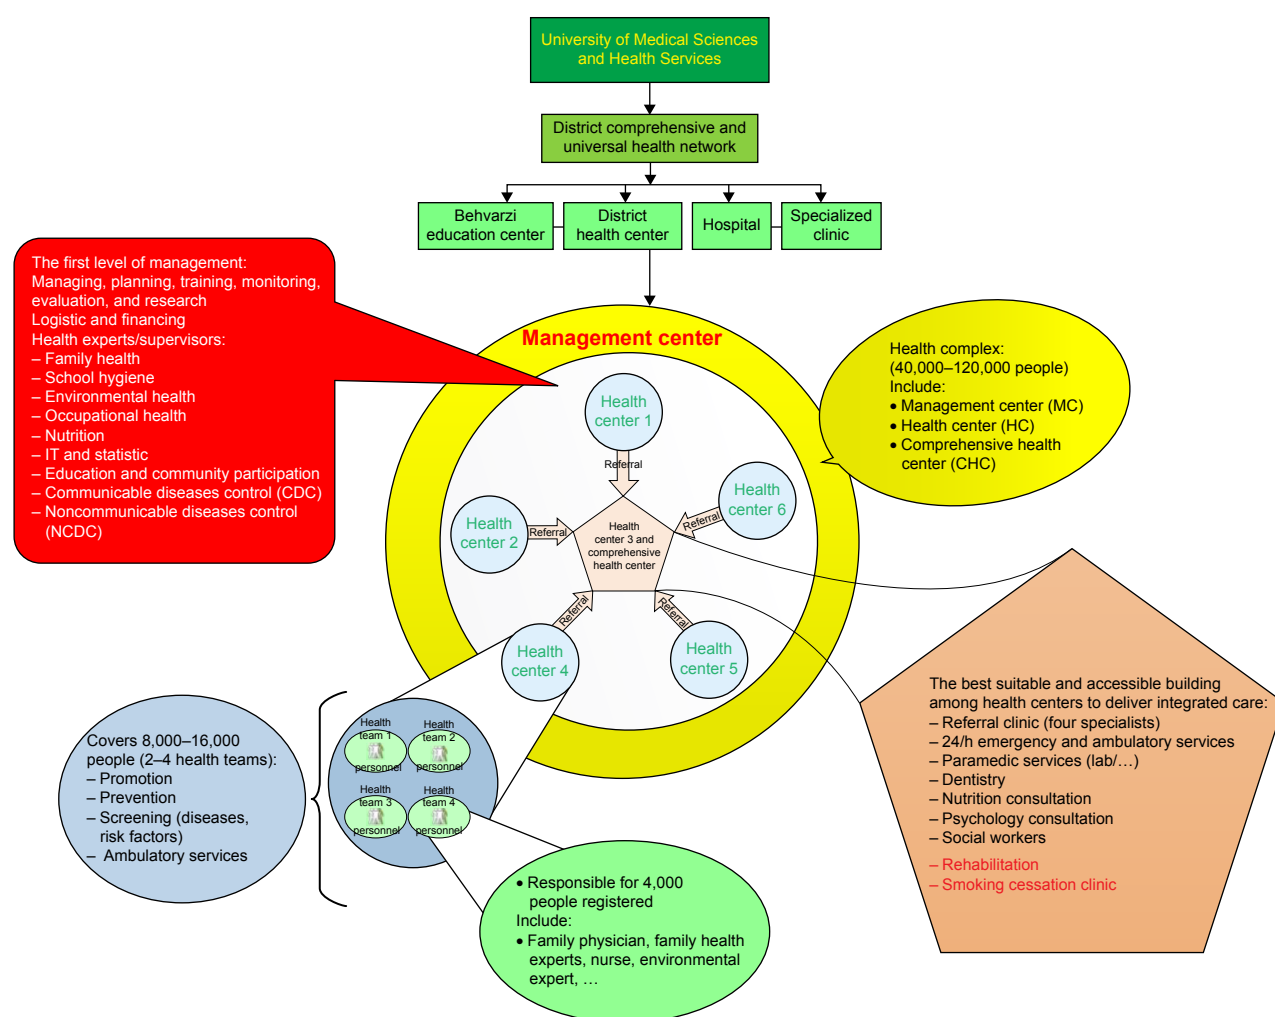 University of Medical Sciences
and Health Services
District comprehensive and
universal health network
Behvarzi
education center
District
health center
Hospital
Specialized
clinic
The first level of management:
Managing, planning, training, monitoring,
evaluation, and research
Logistic and financing
Health experts/supervisors:
– Family health
– School hygiene
– Environmental health
– Occupational health
– Nutrition
– IT and statistic
– Education and community participation
– Communicable diseases control (CDC)
– Noncommunicable diseases control
(NCDC)
Management center
Health complex:
(40,000–120,000 people)
Include:
• Management center (MC)
• Health center (HC)
• Comprehensive health
center (CHC)
Health
center 1
Referral
Health
center 2
Referral
Health
center 3 and
comprehensive
health center
Referral
Health
center 6
Referral
Health
center 4
Referral
Health
center 5
The best suitable and accessible building
among health centers to deliver integrated care:
– Referral clinic (four specialists)
– 24/h emergency and ambulatory services
– Paramedic services (lab/…)
– Dentistry
– Nutrition consultation
– Psychology consultation
– Social workers
– Rehabilitation
– Smoking cessation clinic
Covers 8,000–16,000
people (2–4 health teams):
– Promotion
– Prevention
– Screening (diseases,
risk factors)
– Ambulatory services
Health
team 1
personnel
Health
team 2
personnel
Health
team 3
personnel
Health
team 4
personnel
• Responsible for 4,000
people registered
Include:
• Family physician, family health
experts, nurse, environmental
expert, …